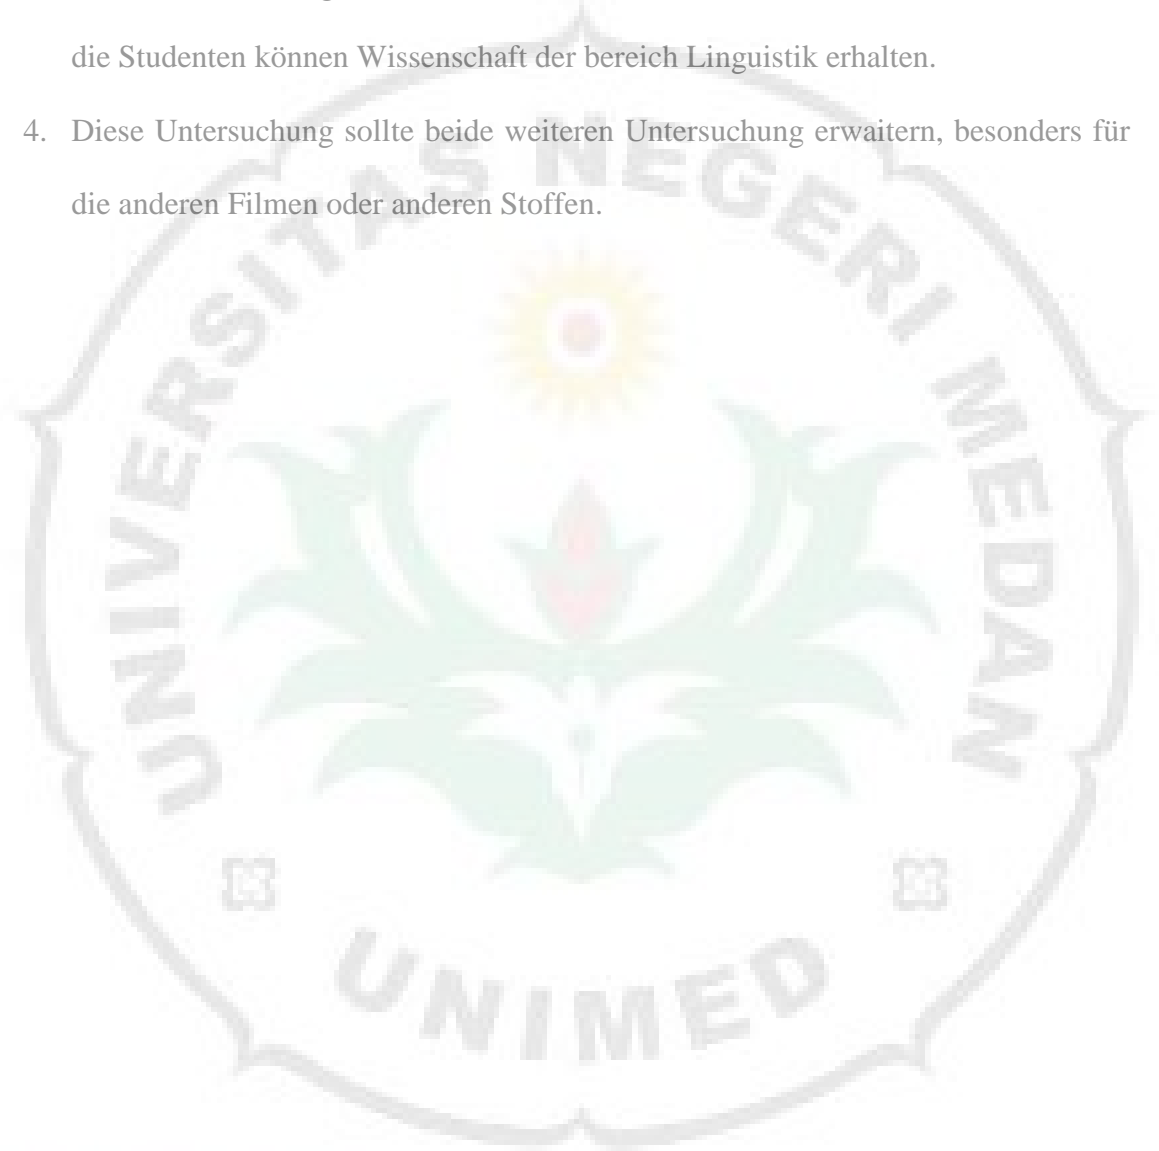 die Studenten können Wissenschaft der bereich Linguistik erhalten.
4. Diese Untersuchung sollte beide weiteren Untersuchung erwaitern, besonders für
die anderen Filmen oder anderen Stoffen.
UNIVERSITAS NEGERI MEDAN
UNIMED